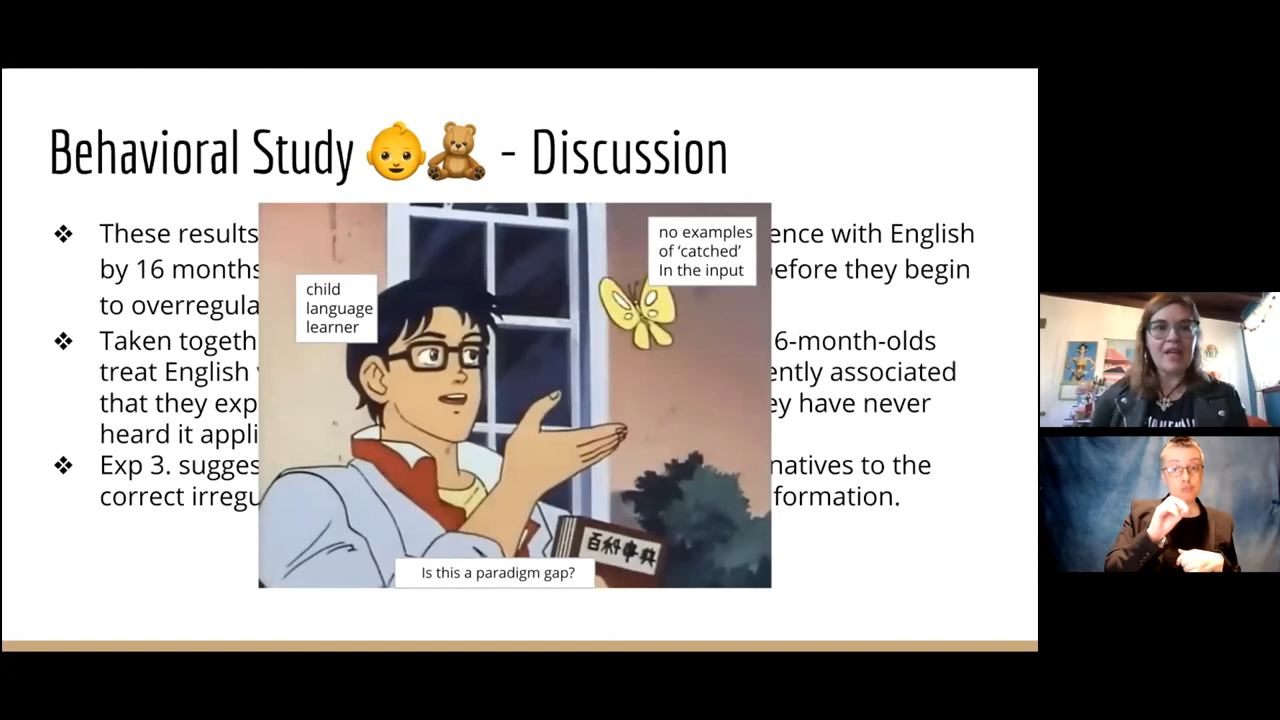 Behavioral Study 👶🧸 - Discussion
❖ These results
ence with English
by 16 months
efore they begin
to overregula
❖ Taken togeth
6-month-olds
treat English
ently associated
that they exp
ey have never
heard it appli
❖ Exp 3. sugges
natives to the
correct irregu
formation.
no examples
of ‘catched’
In the input
child
language
learner
百科事典
Is this a paradigm gap?